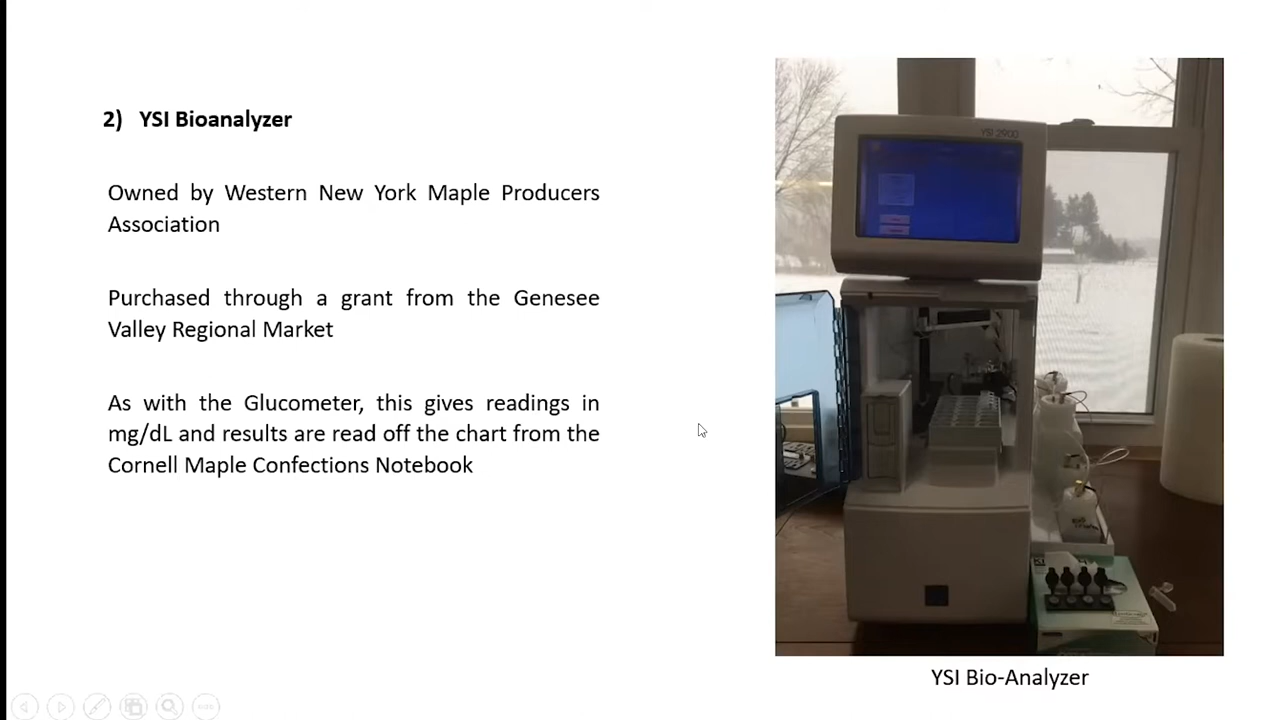 2) YSI Bioanalyzer
Owned by Western New York Maple Producers
Association
Purchased through a grant from the Genesee
Valley Regional Market
As with the Glucometer, this gives readings in
mg/dL and results are read off the chart from the
Cornell Maple Confections Notebook
YSI 2900
YSI Bio-Analyzer